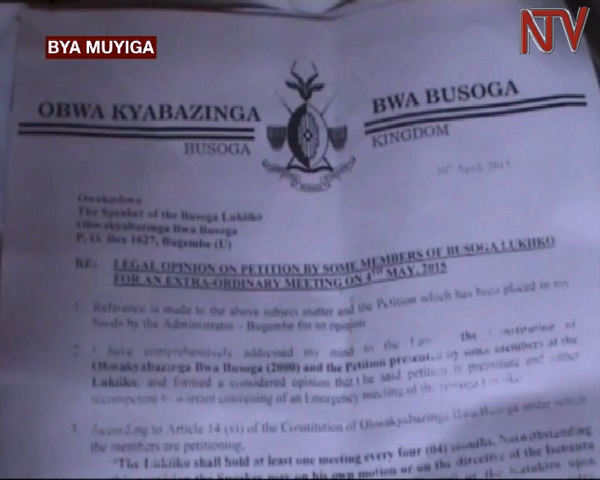 BYA MUYIGA
NTV
OBWA KYABAZINGA
BWA BUSOGA
BUSOGA
KINGDOM
30th April, 2015
The Speaker of the Busoga Lukiiko
Obwakyabazinga Bwa Busoga
P. O. Box 1627, Bugembe (U)
RE: LEGAL OPINION ON PETITION BY SOME MEMBERS OF BUSOGA LUKIIKO
FOR AN EXTRA-ORDINARY MEETING ON 4TH MAY, 2015
1. Reference is made to the above subject matter and the Petition which has been placed in my
hands by the Administrator - Bugembe for an opinion.
2. I have comprehensively addressed my mind to the Law the Constitution of
Obwakyabazinga Bwa Busoga (2000) and the Petition presented by some members of the
Lukiiko, and formed a considered opinion that the said petition is premature and
incompetent to warrant convening of an Emergency meeting of the Lukiiko.
3. According to Article 14 (vi) of the Constitution of Obwakyabazinga Bwa Busoga under which
the members are petitioning,
"The Lukiiko shall hold at least one meeting every four (04) months. Notwithstanding
the Speaker may on his own motion or on the directive of the Isebantu